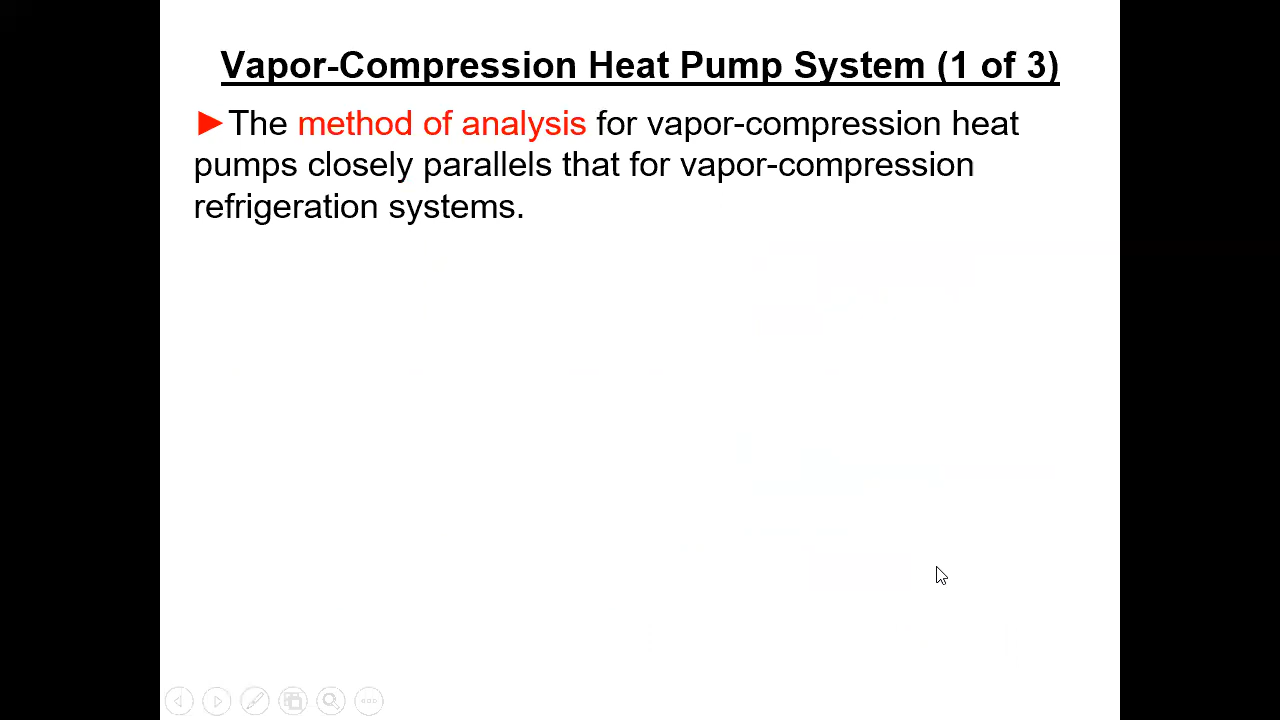 Vapor-Compression Heat Pump System (1 of 3)
►The method of analysis for vapor-compression heat
pumps closely parallels that for vapor-compression
refrigeration systems.